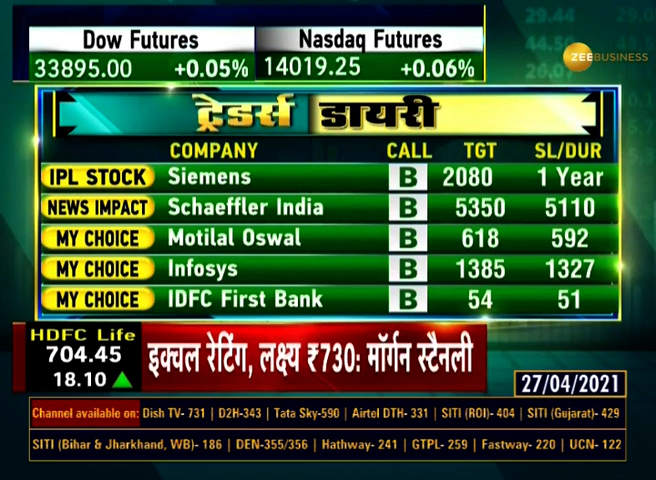 Dow Futures Nasdaq Futures
33895.00 +0.05% 14019.25 +0.06%
ZEEBUSINESS
ट्रेडर्स डायरी
COMPANY CALL TGT SL/DUR
IPL STOCK Siemens B 2080 1 Year
NEWS IMPACT Schaeffler India B 5350 5110
MY CHOICE Motilal Oswal B 618 592
MY CHOICE Infosys B 1385 1327
MY CHOICE IDFC First Bank B 54 51
HDFC Life
704.45
18.10 ▲
इक्वल रेटिंग, लक्ष्य ₹730: मॉर्गन स्टैनली
27/04/2021
Channel available on: Dish TV- 731 | D2H-343 | Tata Sky-590 | Airtel DTH- 331 | SITI (ROI)- 404 | SITI (Gujarat)- 429
SITI (Bihar & Jharkhand, WB)- 186 | DEN-355/356 | Hathway- 241 | GTPL- 259 | Fastway- 220 | UCN- 122